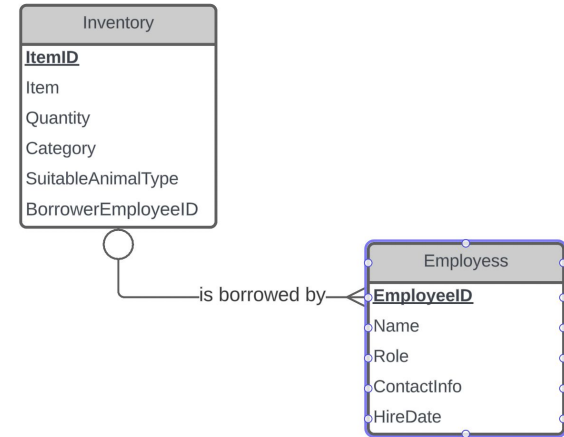 Inventory
ItemID
Item
Quantity
Category
SuitableAnimalType
BorrowerEmployeeID
is borrowed by
Employess
EmployeeID
Name
Role
ContactInfo
HireDate